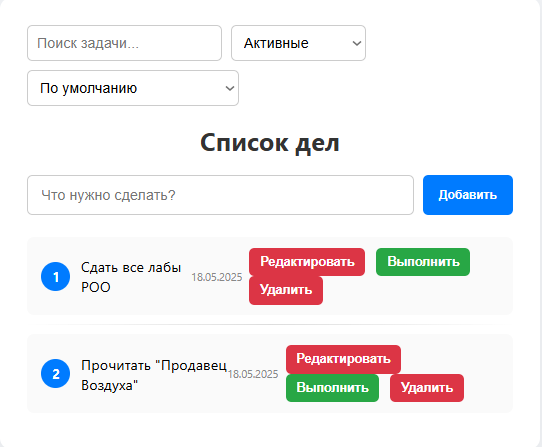 Поиск задачи... Активные
По умолчанию
Список дел
Что нужно сделать? Добавить
1 Сдать все лабы РОО 18.05.2025 Редактировать Выполнить
Удалить
2 Прочитать "Продавец Воздуха" 18.05.2025 Редактировать
Выполнить Удалить